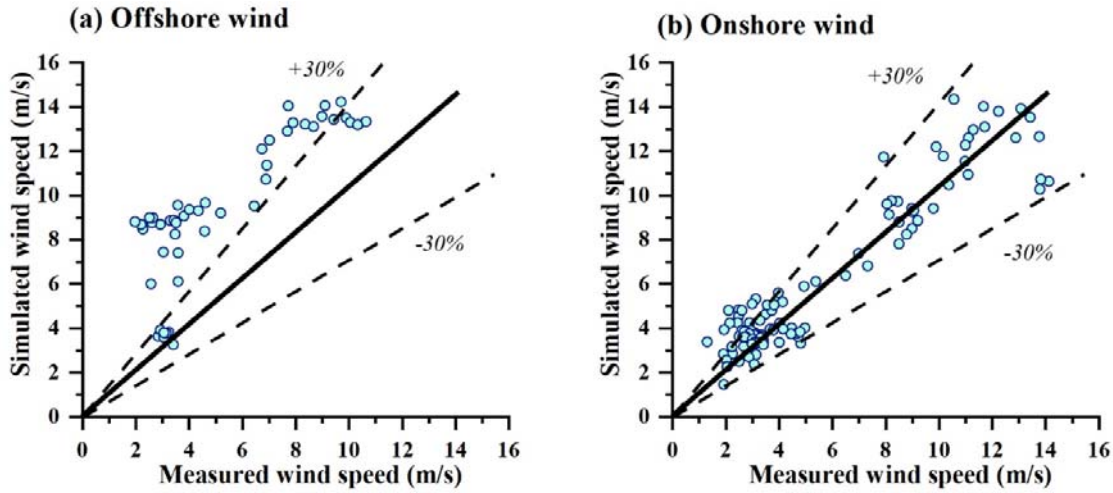 (a) Offshore wind
(b) Onshore wind
Simulated wind speed (m/s)
16
14
12
10
8
6
4
2
0
+30%
-30%
0 2 4 6 8 10 12 14 16
Measured wind speed (m/s)
Simulated wind speed (m/s)
16
14
12
10
8
6
4
2
0
+30%
-30%
0 2 4 6 8 10 12 14 16
Measured wind speed (m/s)